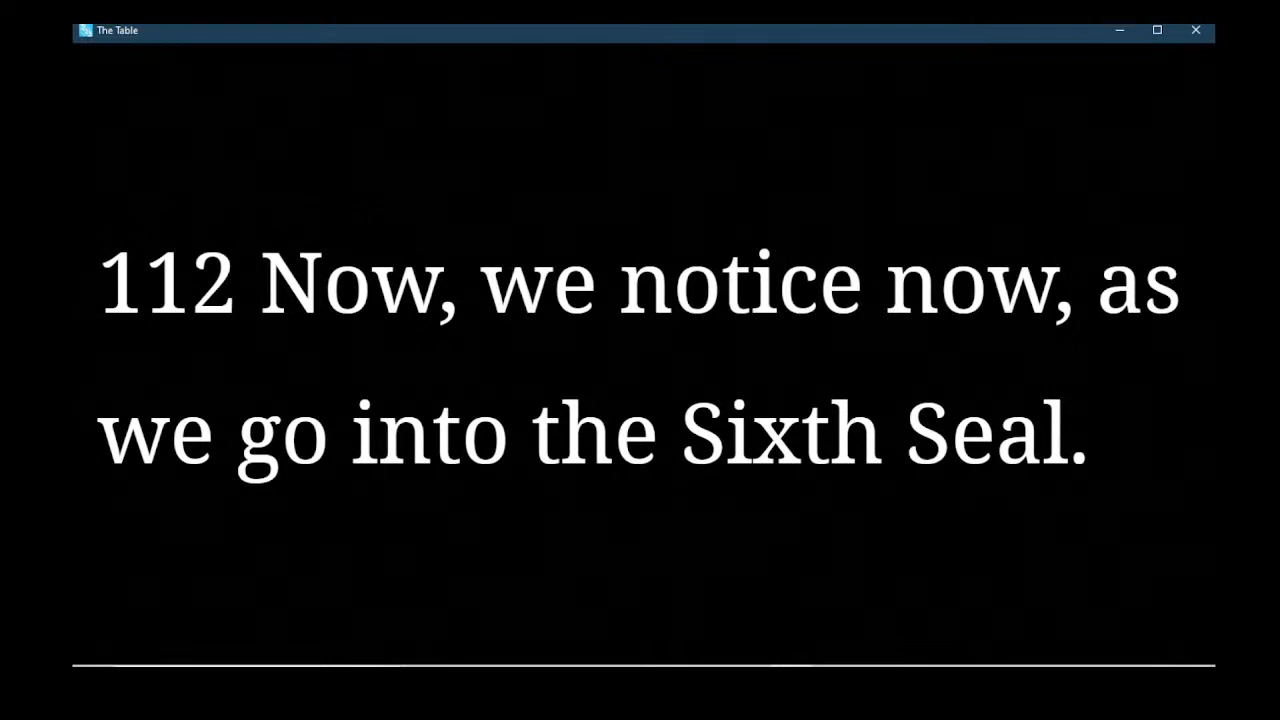 The Table
112 Now, we notice now, as
we go into the Sixth Seal.